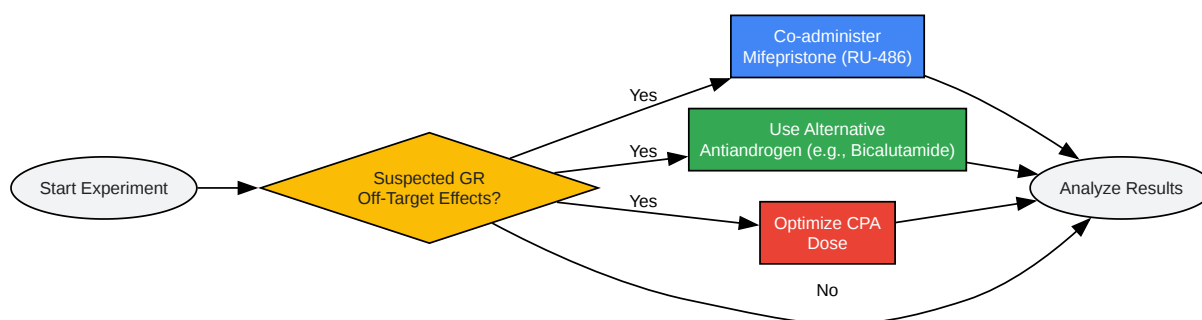 Start Experiment
Suspected GR
Off-Target Effects?
Yes
Co-administer
Mifepristone (RU-486)
Yes
Use Alternative
Antiandrogen (e.g., Bicalutamide)
Yes
Optimize CPA
Dose
No
Analyze Results